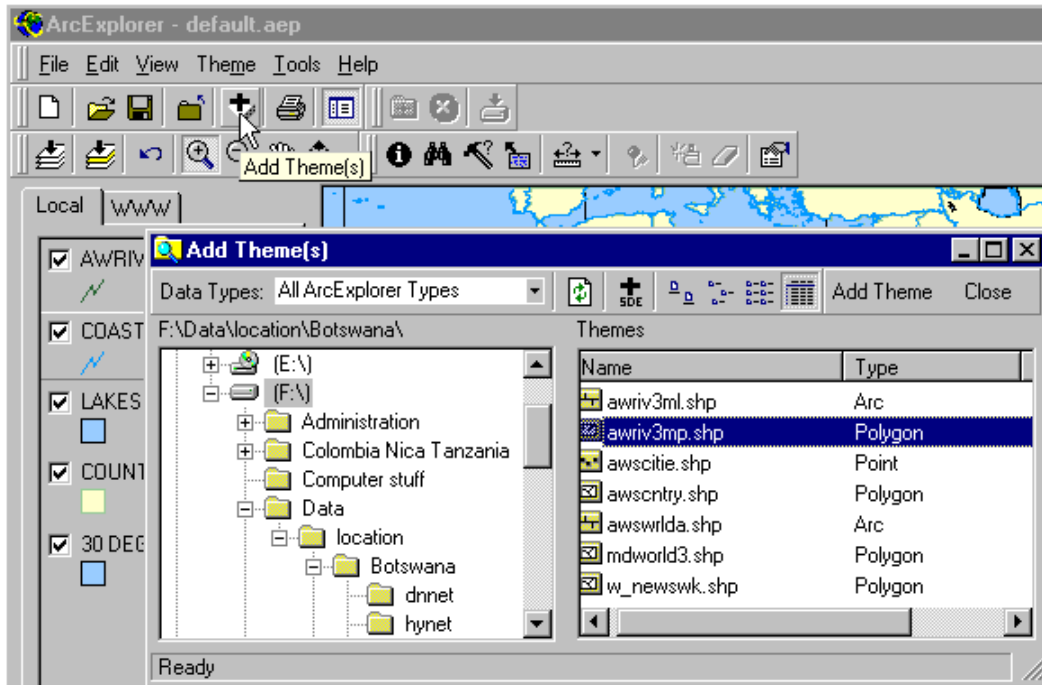 ArcExplorer - default.aep
File Edit View Theme Tools Help
Add Theme(s)
Local WWW
AWRIV
COAST
LAKES
COUNT
30 DEG
Add Theme(s)
Data Types: All ArcExplorer Types SDE Add Theme Close
F:\Data\location\Botswana\ Themes
(E:\)
(F:\)
Administration
Colombia Nica Tanzania
Computer stuff
Data
location
Botswana
dnnet
hynet
Name Type
awriv3ml.shp Arc
awriv3mp.shp Polygon
awscitie.shp Point
awscntry.shp Polygon
awswrlda.shp Arc
mdworld3.shp Polygon
w_newswk.shp Polygon
Ready